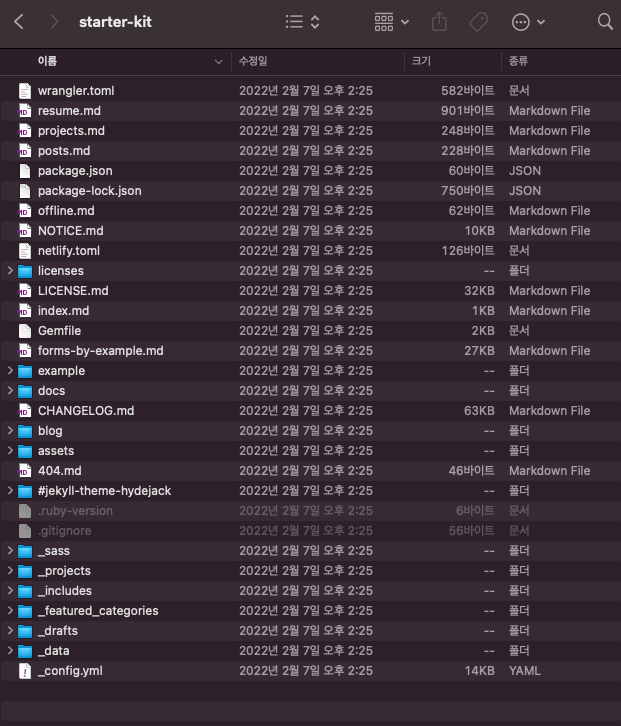 starter-kit
이름 수정일 크기 종류
wrangler.toml 2022년 2월 7일 오후 2:25 582바이트 문서
resume.md 2022년 2월 7일 오후 2:25 901바이트 Markdown File
projects.md 2022년 2월 7일 오후 2:25 248바이트 Markdown File
posts.md 2022년 2월 7일 오후 2:25 228바이트 Markdown File
package.json 2022년 2월 7일 오후 2:25 60바이트 JSON
package-lock.json 2022년 2월 7일 오후 2:25 750바이트 JSON
offline.md 2022년 2월 7일 오후 2:25 62바이트 Markdown File
NOTICE.md 2022년 2월 7일 오후 2:25 10KB Markdown File
netlify.toml 2022년 2월 7일 오후 2:25 126바이트 문서
licenses 2022년 2월 7일 오후 2:25 -- 폴더
LICENSE.md 2022년 2월 7일 오후 2:25 32KB Markdown File
index.md 2022년 2월 7일 오후 2:25 1KB Markdown File
Gemfile 2022년 2월 7일 오후 2:25 2KB 문서
forms-by-example.md 2022년 2월 7일 오후 2:25 27KB Markdown File
example 2022년 2월 7일 오후 2:25 -- 폴더
docs 2022년 2월 7일 오후 2:25 -- 폴더
CHANGELOG.md 2022년 2월 7일 오후 2:25 63KB Markdown File
blog 2022년 2월 7일 오후 2:25 -- 폴더
assets 2022년 2월 7일 오후 2:25 -- 폴더
404.md 2022년 2월 7일 오후 2:25 46바이트 Markdown File
#jekyll-theme-hydejack 2022년 2월 7일 오후 2:25 -- 폴더
.ruby-version 2022년 2월 7일 오후 2:25 6바이트 문서
.gitignore 2022년 2월 7일 오후 2:25 56바이트 문서
_sass 2022년 2월 7일 오후 2:25 -- 폴더
_projects 2022년 2월 7일 오후 2:25 -- 폴더
_includes 2022년 2월 7일 오후 2:25 -- 폴더
_featured_categories 2022년 2월 7일 오후 2:25 -- 폴더
_drafts 2022년 2월 7일 오후 2:25 -- 폴더
_data 2022년 2월 7일 오후 2:25 -- 폴더
_config.yml 2022년 2월 7일 오후 2:25 14KB YAML